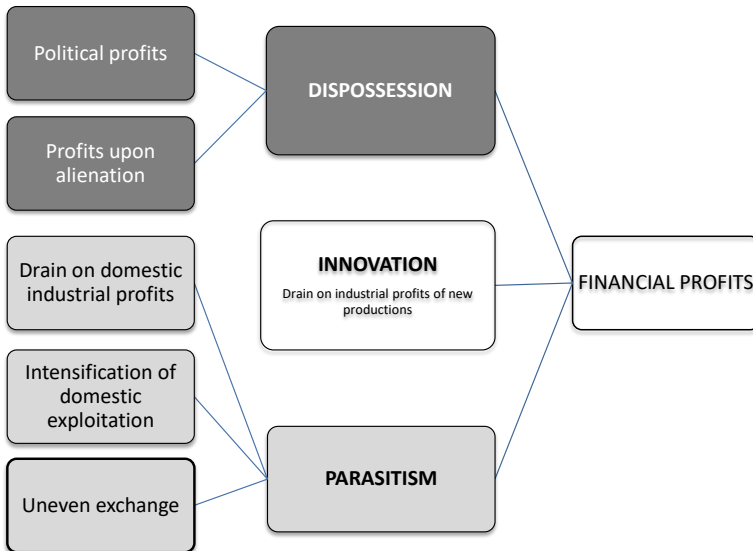 Political profits
DISPOSSESSION
Profits upon
alienation
INNOVATION
Drain on industrial profits of new
productions
Drain on domestic
industrial profits
FINANCIAL PROFITS
Intensification of
domestic
exploitation
PARASITISM
Uneven exchange